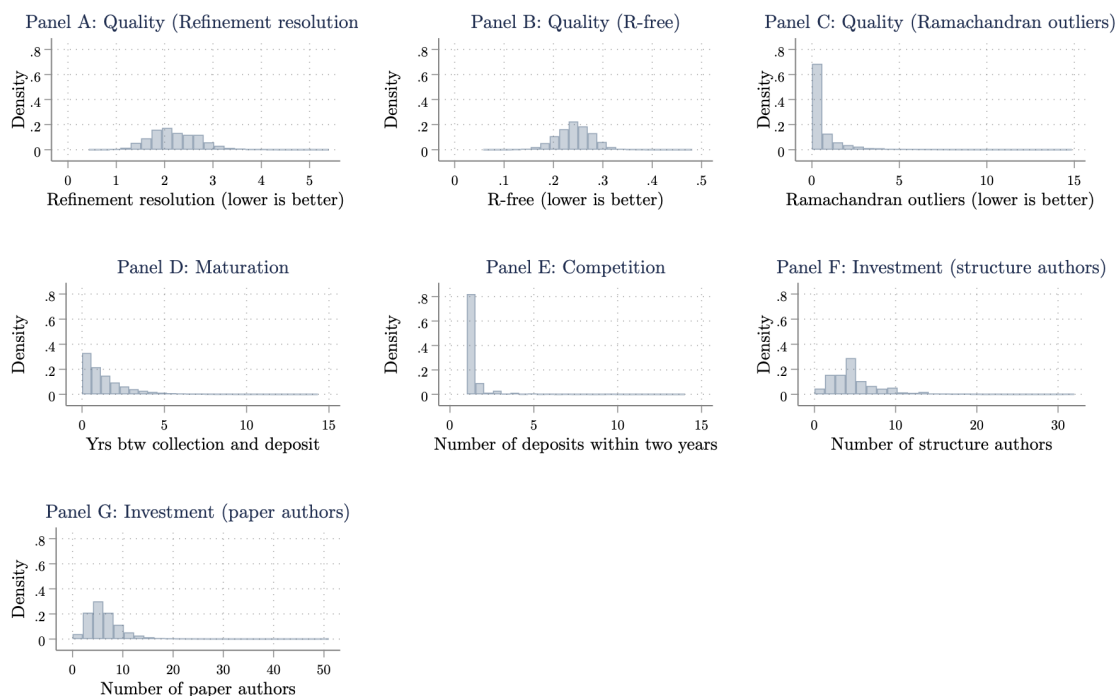 Panel A: Quality (Refinement resolution
Density
.8
.6
.4
.2
0
0 1 2 3 4 5
Refinement resolution (lower is better)
Panel B: Quality (R-free)
Density
.8
.6
.4
.2
0
0 .1 .2 .3 .4 .5
R-free (lower is better)
Panel C: Quality (Ramachandran outliers)
Density
.8
.6
.4
.2
0
0 5 10 15
Ramachandran outliers (lower is better)
Panel D: Maturation
Density
.8
.6
.4
.2
0
0 5 10 15
Yrs btw collection and deposit
Panel E: Competition
Density
.8
.6
.4
.2
0
0 5 10 15
Number of deposits within two years
Panel F: Investment (structure authors)
Density
.8
.6
.4
.2
0
0 10 20 30
Number of structure authors
Panel G: Investment (paper authors)
Density
.8
.6
.4
.2
0
0 10 20 30 40 50
Number of paper authors